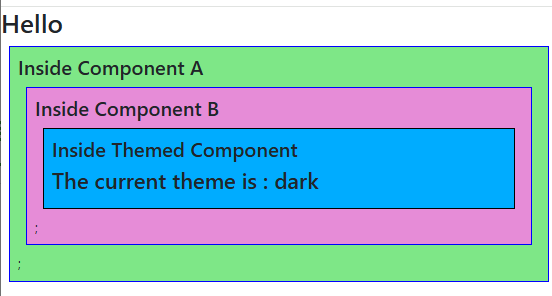 Hello
Inside Component A
Inside Component B
Inside Themed Component
The current theme is : dark
;
;